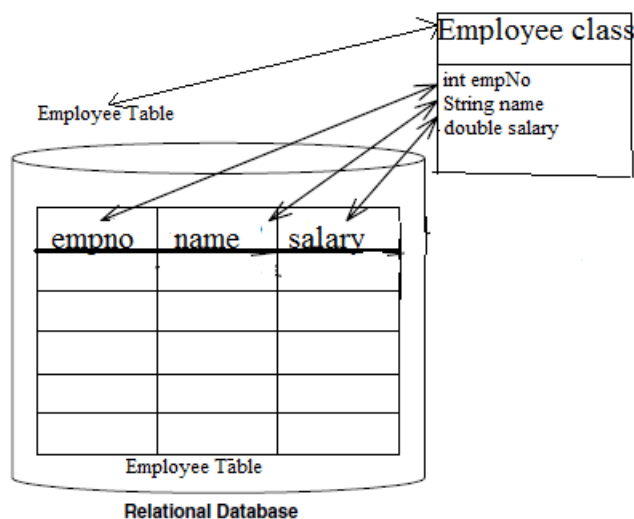 Employee class
int empNo
String name
double salary
Employee Table
empno name salary
Employee Table
Relational Database